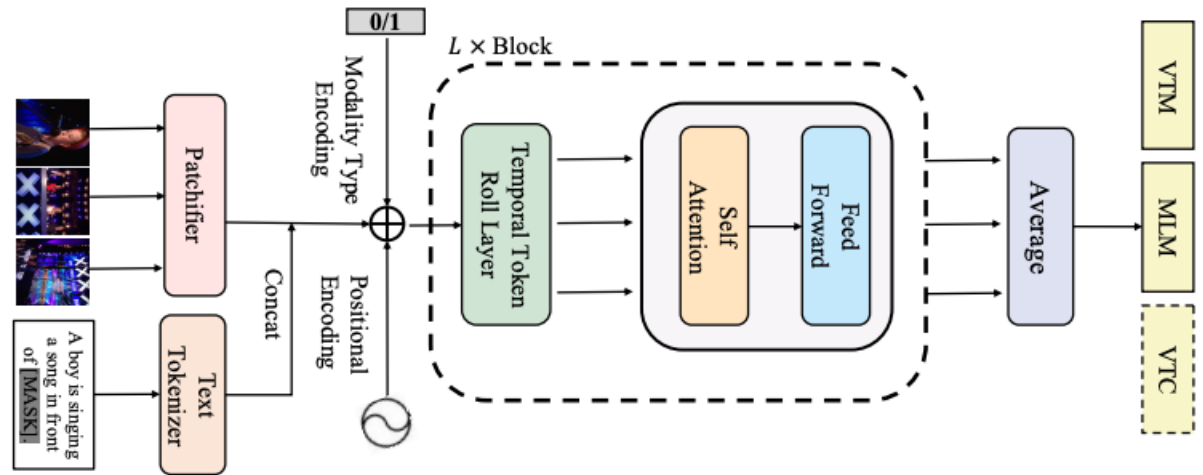 0/1
L × Block
Modality Type
Encoding
Patchifier
Concat
Positional
Encoding
A boy is singing
a song in front
of [MASK].
Text
Tokenizer
Temporal Token
Roll Layer
Self
Attention
Feed
Forward
Average
VTM
MLM
VTC